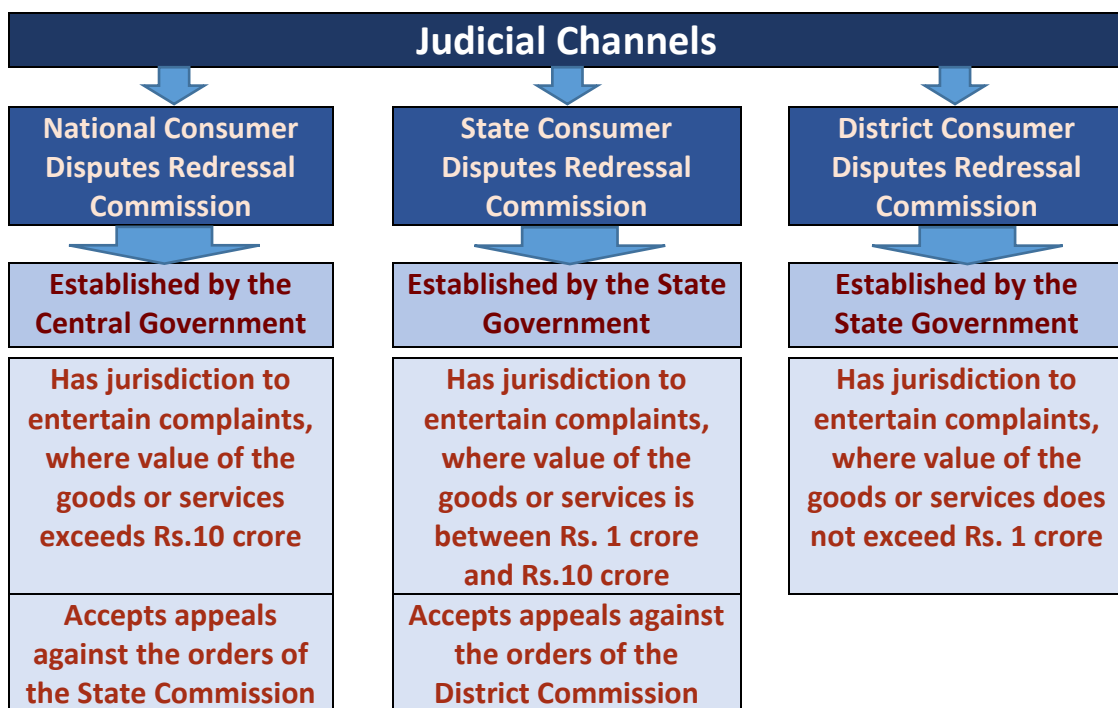 Judicial Channels
National Consumer
Disputes Redressal
Commission
Established by the
Central Government
Has jurisdiction to
entertain complaints,
where value of the
goods or services
exceeds Rs.10 crore
Accepts appeals
against the orders of
the State Commission
State Consumer
Disputes Redressal
Commission
Established by the State
Government
Has jurisdiction to
entertain complaints,
where value of the
goods or services is
between Rs. 1 crore
and Rs.10 crore
Accepts appeals against
the orders of the
District Commission
District Consumer
Disputes Redressal
Commission
Established by the
State Government
Has jurisdiction to
entertain complaints,
where value of the
goods or services does
not exceed Rs. 1 crore